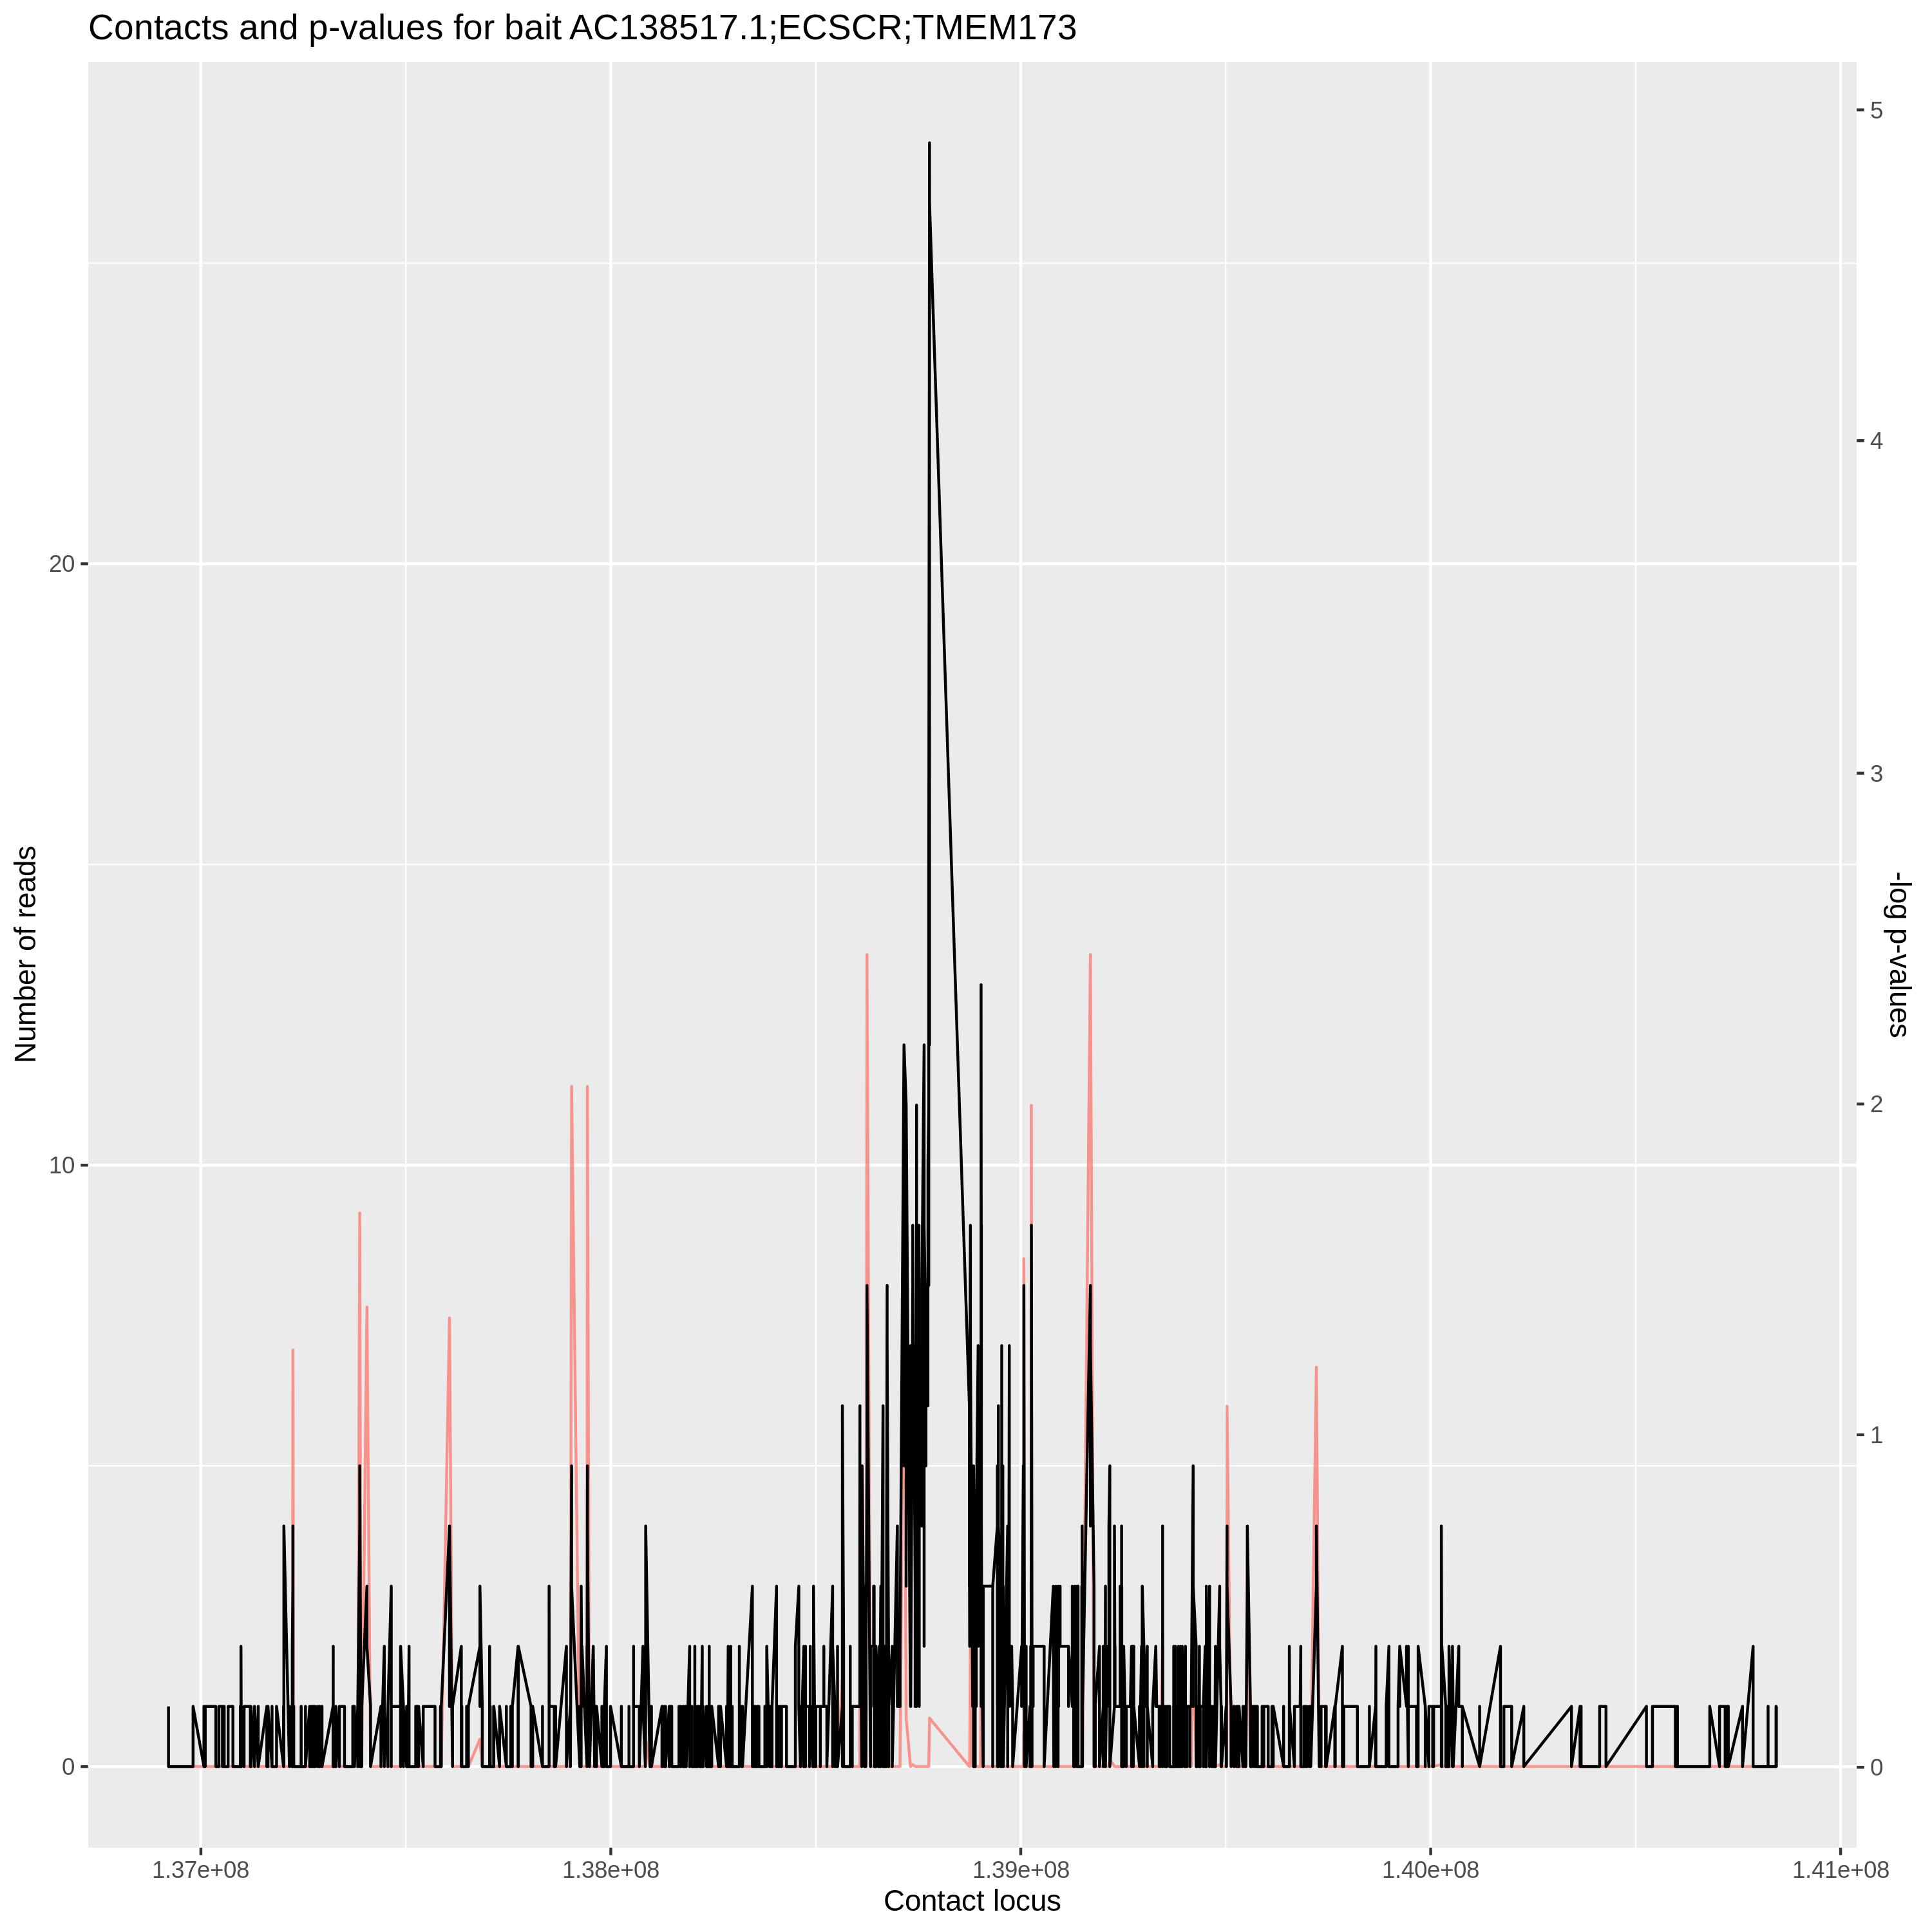 Contacts and p-values for bait AC138517.1;ECSCR;TMEM173
5
4
20
3
Number of reads
-log p-values
2
10
1
0
0
1.37e+08 1.38e+08 1.39e+08 1.40e+08 1.41e+08
Contact locus